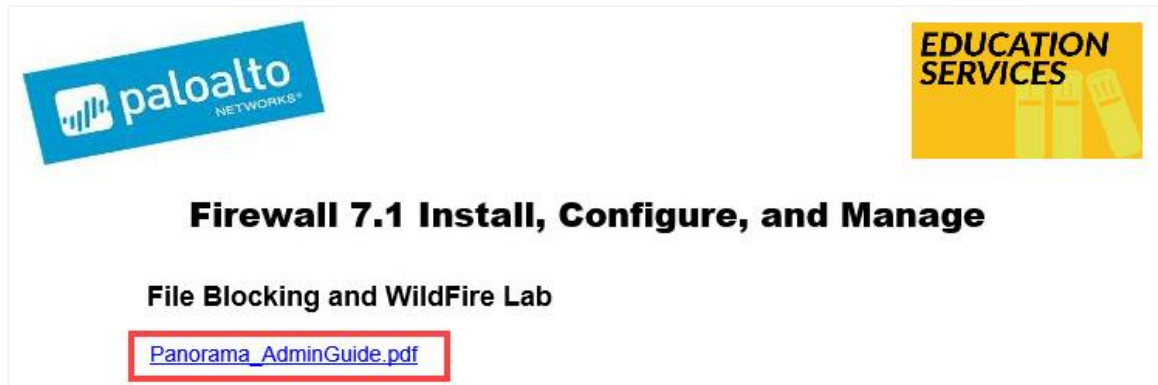 paloalto
NETWORKS®
EDUCATION
SERVICES
Firewall 7.1 Install, Configure, and Manage
File Blocking and WildFire Lab
Panorama_AdminGuide.pdf